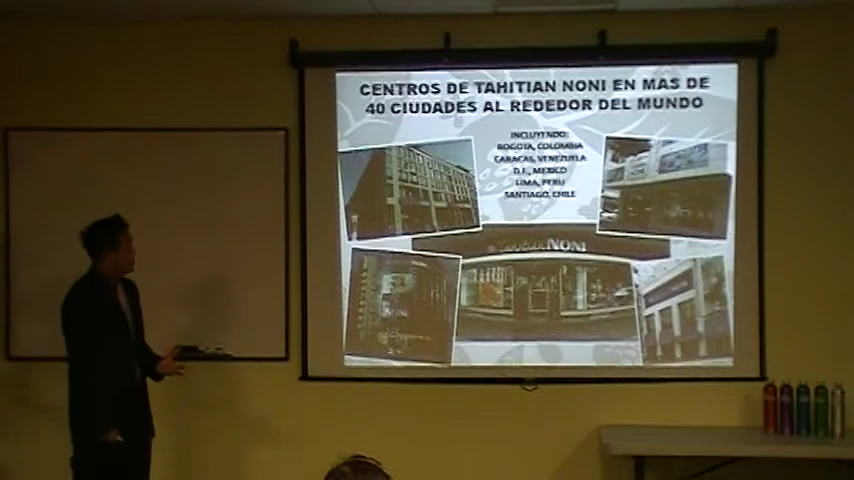 CENTROS DE TAHITIAN NONI EN MAS DE
40 CIUDADES AL REDEDOR DEL MUNDO
INCLUYENDO:
BOGOTA, COLOMBIA
CARACAS, VENEZUELA
D.F., MEXICO
LIMA, PERU
SANTIAGO, CHILE
NONI